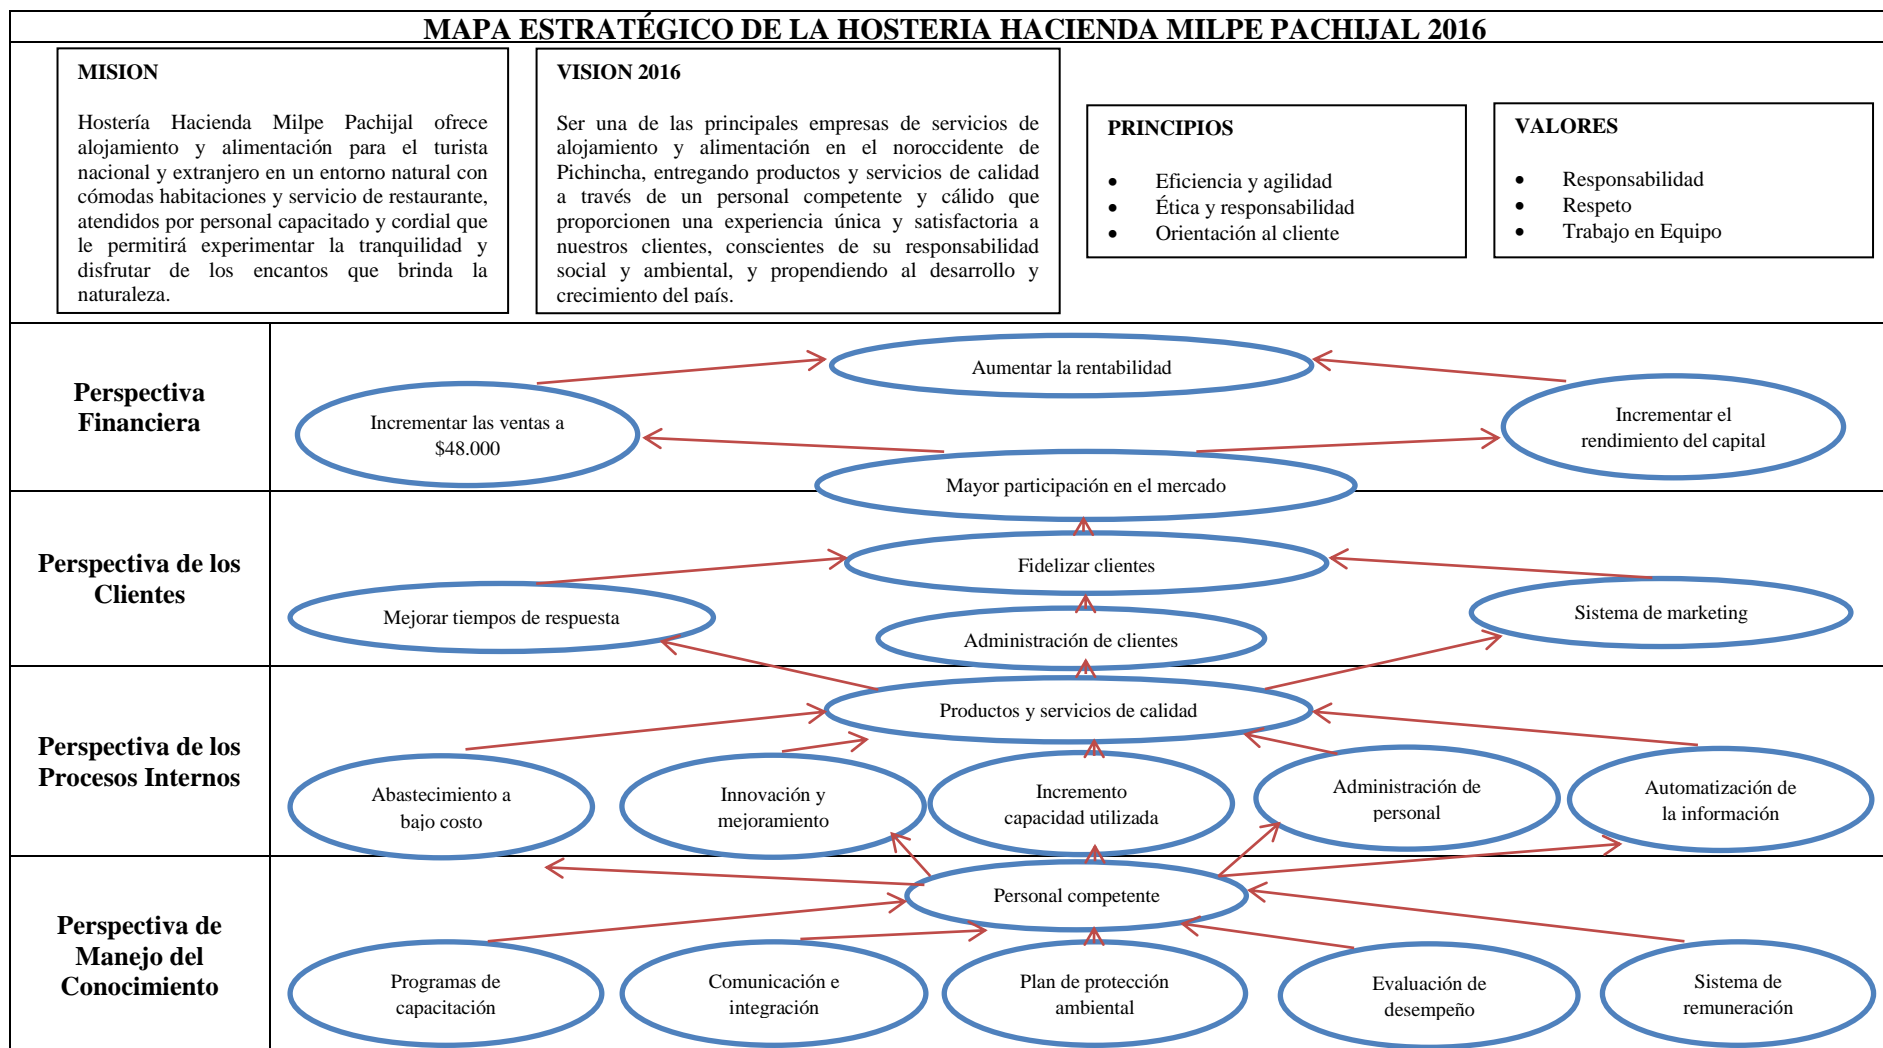 MAPA ESTRATÉGICO DE LA HOSTERIA HACIENDA MILPE PACHIJAL 2016
MISION
Hostería Hacienda Milpe Pachijal ofrece
alojamiento y alimentación para el turista
nacional y extranjero en un entorno natural con
cómodas habitaciones y servicio de restaurante,
atendidos por personal capacitado y cordial que
le permitirá experimentar la tranquilidad y
disfrutar de los encantos que brinda la
naturaleza.
VISION 2016
Ser una de las principales empresas de servicios de
alojamiento y alimentación en el noroccidente de
Pichincha, entregando productos y servicios de calidad
a través de un personal competente y cálido que
proporcionen una experiencia única y satisfactoria a
nuestros clientes, conscientes de su responsabilidad
social y ambiental, y propendiendo al desarrollo y
crecimiento del país.
PRINCIPIOS
• Eficiencia y agilidad
• Ética y responsabilidad
• Orientación al cliente
VALORES
• Responsabilidad
• Respeto
• Trabajo en Equipo
Perspectiva
Financiera
Aumentar la rentabilidad
Incrementar las ventas a
$48.000
Incrementar el
rendimiento del capital
Mayor participación en el mercado
Perspectiva de los
Clientes
Fidelizar clientes
Mejorar tiempos de respuesta
Administración de clientes
Sistema de marketing
Perspectiva de los
Procesos Internos
Productos y servicios de calidad
Abastecimiento a
bajo costo
Innovación y
mejoramiento
Incremento
capacidad utilizada
Administración de
personal
Automatización de
la información
Perspectiva de
Manejo del
Conocimiento
Personal competente
Programas de
capacitación
Comunicación e
integración
Plan de protección
ambiental
Evaluación de
desempeño
Sistema de
remuneración